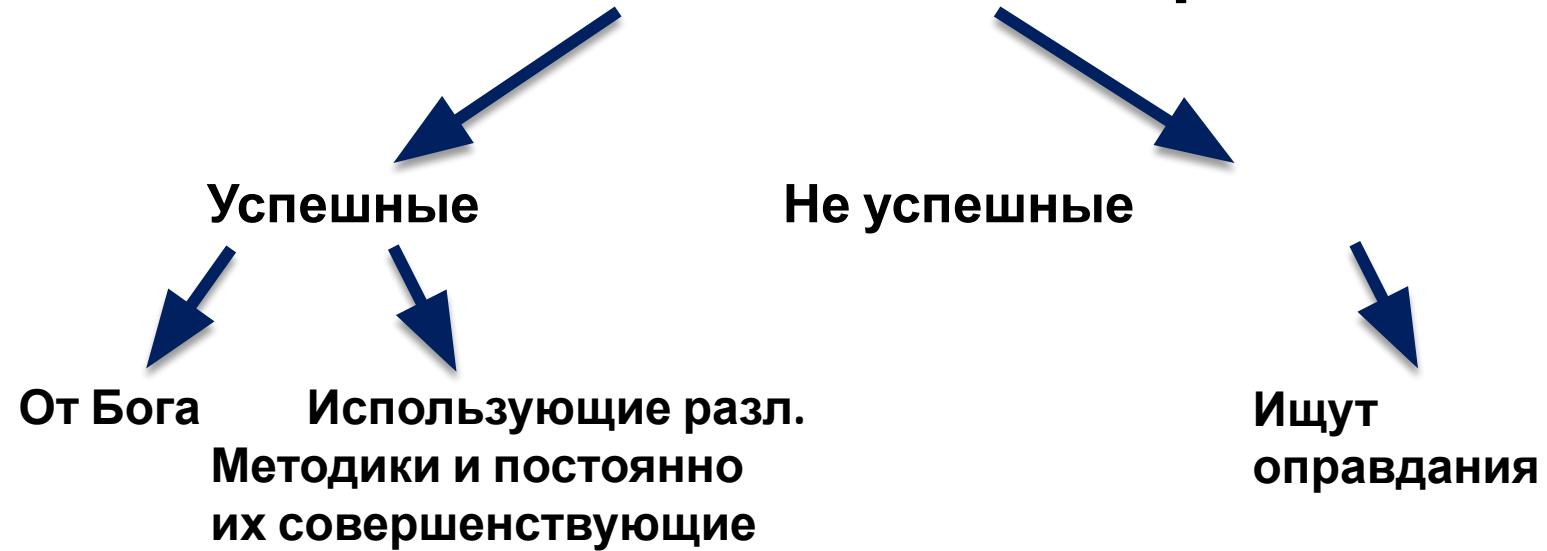 Успешные
Не успешные
От Бога
Использующие разл.
Методики и постоянно
их совершенствующие
Ищут
оправдания